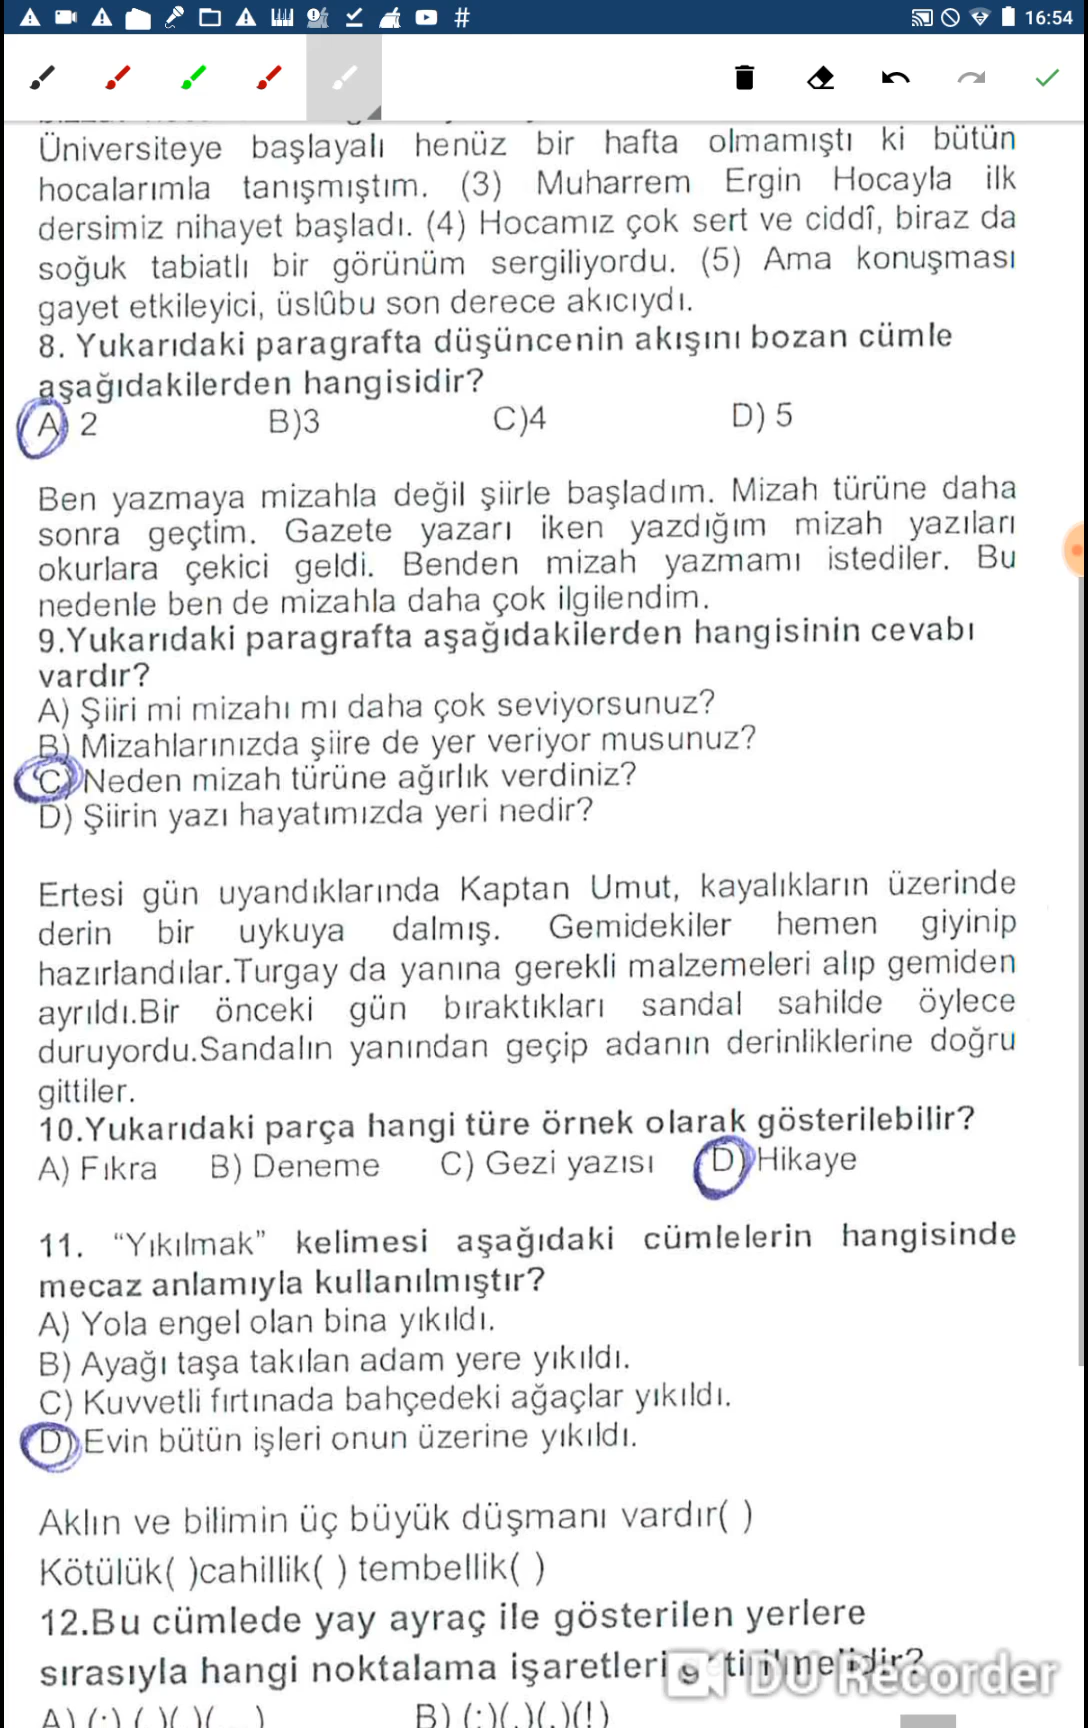 16:54
Üniversiteye başlayalı henüz bir hafta olmamıştı ki bütün
hocalarımla tanışmıştım. (3) Muharrem Ergin Hocayla ilk
dersimiz nihayet başladı. (4) Hocamız çok sert ve ciddî, biraz da
soğuk tabiatlı bir görünüm sergiliyordu. (5) Ama konuşması
gayet etkileyici, üslûbu son derece akıcıydı.
8. Yukarıdaki paragrafta düşüncenin akışını bozan cümle
aşağıdakilerden hangisidir?
A) 2 B)3 C)4 D) 5
Ben yazmaya mizahla değil şiirle başladım. Mizah türüne daha
sonra geçtim. Gazete yazarı iken yazdığım mizah yazıları
okurlara çekici geldi. Benden mizah yazmamı istediler. Bu
nedenle ben de mizahla daha çok ilgilendim.
9.Yukarıdaki paragrafta aşağıdakilerden hangisinin cevabı
vardır?
A) Şiiri mi mizahı mı daha çok seviyorsunuz?
B) Mizahlarınızda şiire de yer veriyor musunuz?
C) Neden mizah türüne ağırlık verdiniz?
D) Şiirin yazı hayatımızda yeri nedir?
Ertesi gün uyandıklarında Kaptan Umut, kayalıkların üzerinde
derin bir uykuya dalmış. Gemidekiler hemen giyinip
hazırlandılar.Turgay da yanına gerekli malzemeleri alıp gemiden
ayrıldı.Bir önceki gün bıraktıkları sandal sahilde öylece
duruyordu.Sandalın yanından geçip adanın derinliklerine doğru
gittiler.
10.Yukarıdaki parça hangi türe örnek olarak gösterilebilir?
A) Fıkra B) Deneme C) Gezi yazısı D) Hikaye
11. “Yıkılmak” kelimesi aşağıdaki cümlelerin hangisinde
mecaz anlamıyla kullanılmıştır?
A) Yola engel olan bina yıkıldı.
B) Ayağı taşa takılan adam yere yıkıldı.
C) Kuvvetli fırtınada bahçedeki ağaçlar yıkıldı.
D) Evin bütün işleri onun üzerine yıkıldı.
Aklın ve bilimin üç büyük düşmanı vardır( )
Kötülük( )cahillik( ) tembellik( )
12.Bu cümlede yay ayraç ile gösterilen yerlere
sırasıyla hangi noktalama işaretleri getirilmelidir?
DU Recorder
A) B) (:)(.)(.)(!)